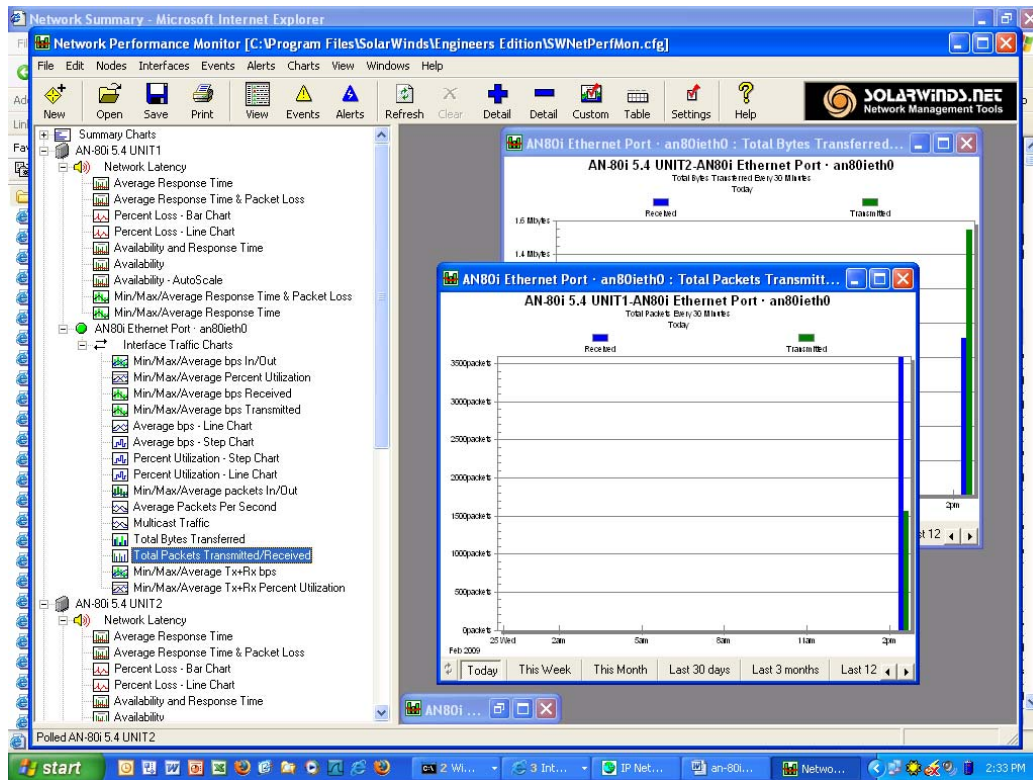 Network Summary - Microsoft Internet Explorer
Network Performance Monitor [C:\Program Files\SolarWinds\Engineers Edition\SWNetPerfMon.cfg]
File Edit Nodes Interfaces Events Alerts Charts View Windows Help
New Open Save Print View Events Alerts Refresh Clear Detail Detail Custom Table Settings Help
SOLARWINDS.NET
Network Management Tools
Summary Charts
AN-80i 5.4 UNIT1
Network Latency
Average Response Time
Average Response Time & Packet Loss
Percent Loss - Bar Chart
Percent Loss - Line Chart
Availability and Response Time
Availability
Availability - AutoScale
Min/Max/Average Response Time & Packet Loss
Min/Max/Average Response Time
AN80i Ethernet Port · an80ieth0
Interface Traffic Charts
Min/Max/Average bps In/Out
Min/Max/Average Percent Utilization
Min/Max/Average bps Received
Min/Max/Average bps Transmitted
Average bps - Line Chart
Average bps - Step Chart
Percent Utilization - Step Chart
Percent Utilization - Line Chart
Min/Max/Average packets In/Out
Average Packets Per Second
Multicast Traffic
Total Bytes Transferred
Total Packets Transmitted/Received
Min/Max/Average Tx+Rx bps
Min/Max/Average Tx+Rx Percent Utilization
AN-80i 5.4 UNIT2
Network Latency
Average Response Time
Average Response Time & Packet Loss
Percent Loss - Bar Chart
Percent Loss - Line Chart
Availability and Response Time
Availability
AN80i Ethernet Port · an80ieth0 : Total Bytes Transferred...
AN-80i 5.4 UNIT2-AN80i Ethernet Port · an80ieth0
Total Bytes Transferred Every 30 Minutes
Today
Received Transmitted
1.6 Mbytes
1.4 Mbytes
2pm
st 12
AN80i Ethernet Port · an80ieth0 : Total Packets Transmitt...
AN-80i 5.4 UNIT1-AN80i Ethernet Port · an80ieth0
Total Packets Every 30 Minutes
Today
Received Transmitted
3500packets
3000packets
2500packets
2000packets
1500packets
1000packets
500packets
0packets
25 Wed 2am 5am 8am 11am 2pm
Feb 2009
Today This Week This Month Last 30 days Last 3 months Last 12
AN80i ...
Polled AN-80i 5.4 UNIT2
start 2 Wi... 3 Int... IP Net... an-80i... Netwo... 2:33 PM